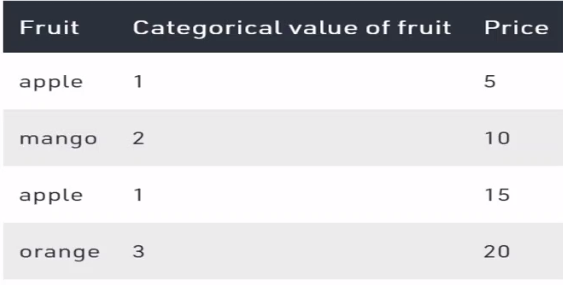 Fruit Categorical value of fruit Price
apple 1 5
mango 2 10
apple 1 15
orange 3 20